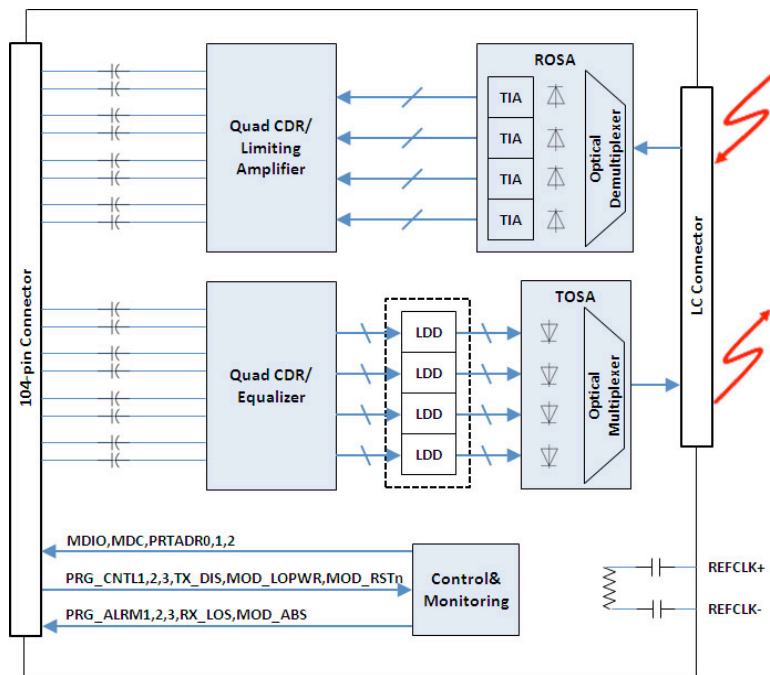 ROSA
Quad CDR/
Limiting
Amplifier
TIA
TIA
TIA
TIA
Optical
Demultiplexer
104-pin Connector
LC Connector
TOSA
Quad CDR/
Equalizer
LDD
LDD
LDD
LDD
Optical
Multiplexer
MDIO,MDC,PRTADR0,1,2
PRG_CNTL1,2,3,TX_DIS,MOD_LOPWR,MOD_RSTn
PRG_ALRM1,2,3,RX_LOS,MOD_ABS
Control&
Monitoring
REFCLK+
REFCLK-